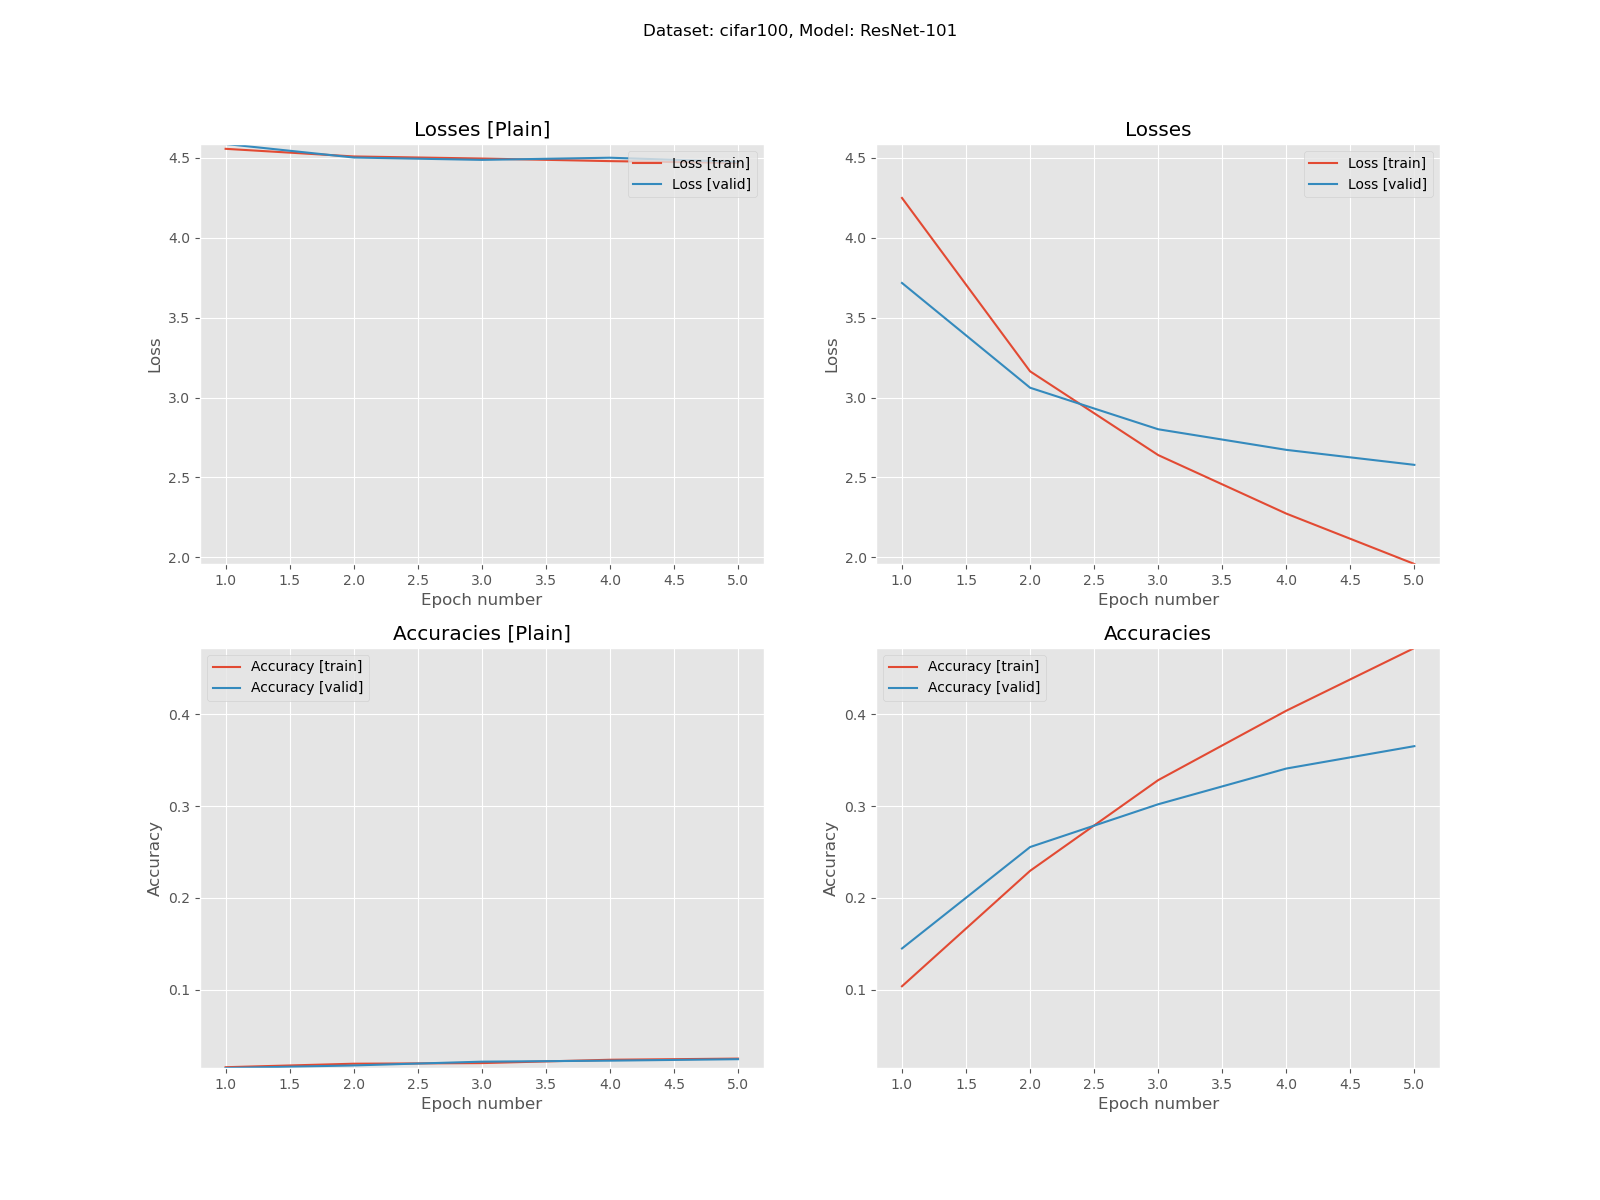 Dataset: cifar100, Model: ResNet-101
Losses [Plain]
4.5
4.0
3.5
3.0
2.5
2.0
Loss
Loss [train]
Loss [valid]
1.0 1.5 2.0 2.5 3.0 3.5 4.0 4.5 5.0
Epoch number
Losses
4.5
4.0
3.5
3.0
2.5
2.0
Loss
Loss [train]
Loss [valid]
1.0 1.5 2.0 2.5 3.0 3.5 4.0 4.5 5.0
Epoch number
Accuracies [Plain]
Accuracy [train]
Accuracy [valid]
0.4
0.3
0.2
0.1
Accuracy
1.0 1.5 2.0 2.5 3.0 3.5 4.0 4.5 5.0
Epoch number
Accuracies
Accuracy [train]
Accuracy [valid]
0.4
0.3
0.2
0.1
Accuracy
1.0 1.5 2.0 2.5 3.0 3.5 4.0 4.5 5.0
Epoch number